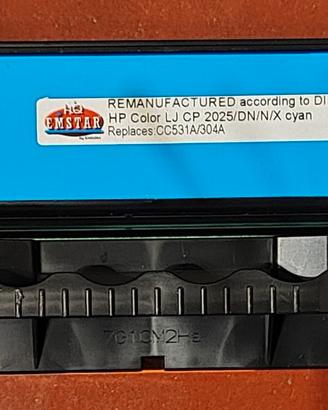 HQ
EMSTAR
REMANUFACTURED according to DI
HP Color LJ CP 2025/DN/N/X cyan
Replaces:CC531A/304A